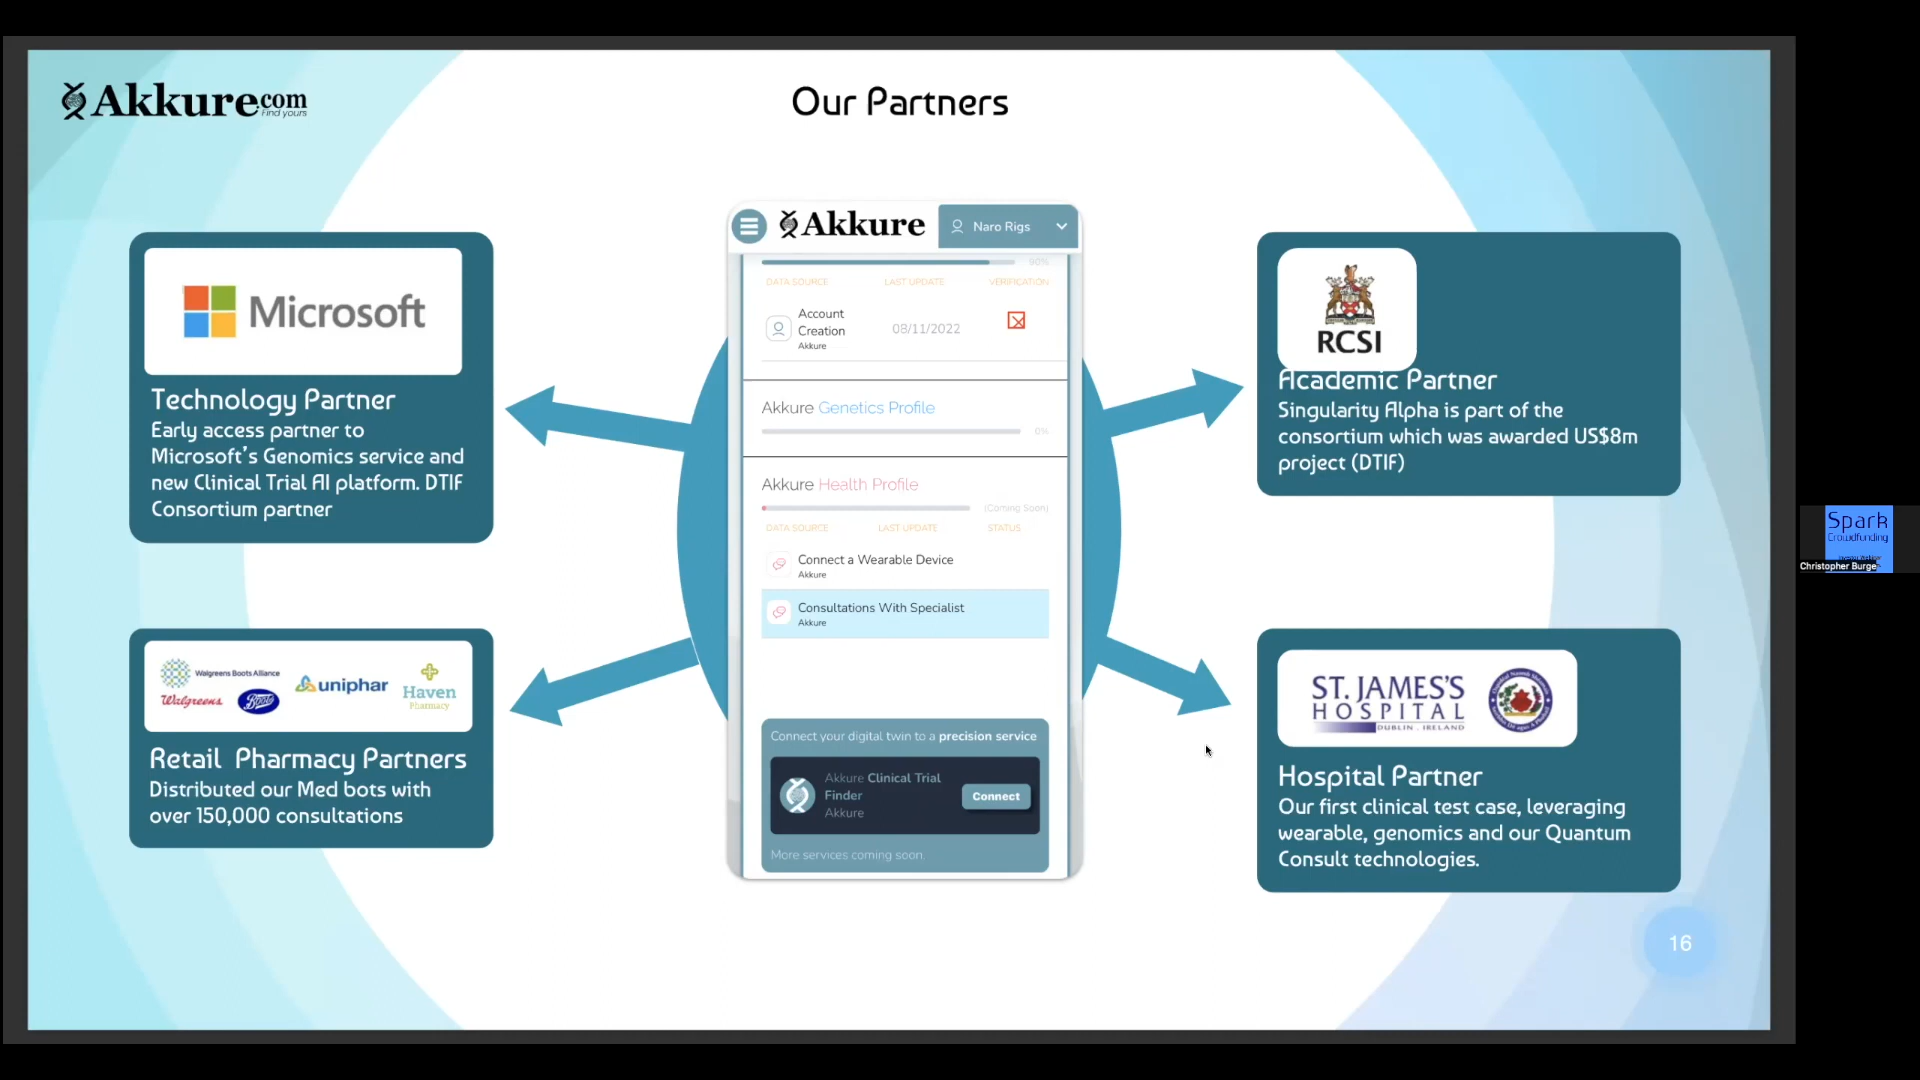 Akkure.com
Find yours
Our Partners
Microsoft
Technology Partner
Early access partner to
Microsoft's Genomics service and
new Clinical Trial AI platform. DTIF
Consortium partner
Walgreens Boots Alliance
Walgreens
Boots
uniphar
Haven
Pharmacy
Retail Pharmacy Partners
Distributed our Med bots with
over 150,000 consultations
Akkure
Naro Rigs
90%
DATA SOURCE LAST UPDATE VERIFICATION
Account
Creation
Akkure
08/11/2022
Akkure Genetics Profile
0%
Akkure Health Profile
(Coming Soon)
DATA SOURCE LAST UPDATE STATUS
Connect a Wearable Device
Akkure
Consultations With Specialist
Akkure
Connect your digital twin to a precision service
Akkure Clinical Trial
Finder
Akkure
Connect
More services coming soon.
RCSI
Academic Partner
Singularity Alpha is part of the
consortium which was awarded US$8m
project (DTIF)
ST. JAMES'S
HOSPITAL
DUBLIN . IRELAND
Hospital Partner
Our first clinical test case, leveraging
wearable, genomics and our Quantum
Consult technologies.
16
Spark
Crowdfunding
Christopher Burge